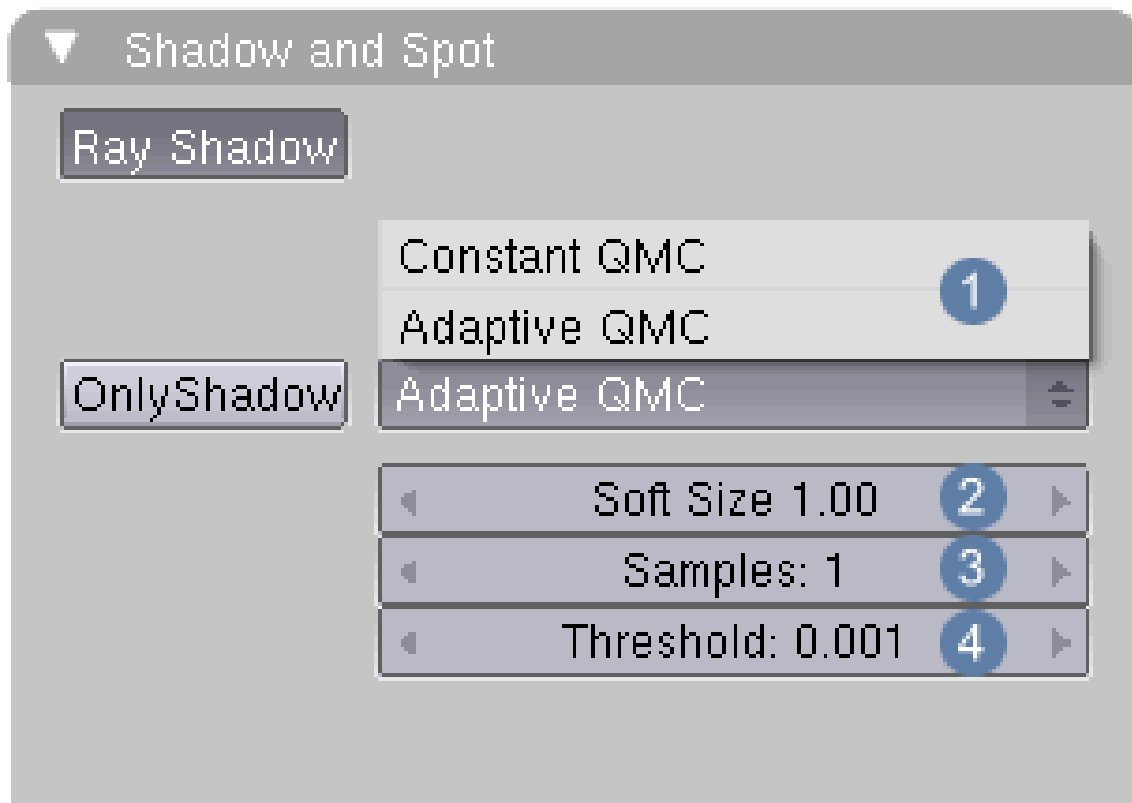 Shadow and Spot
Ray Shadow
Constant QMC
1
Adaptive QMC
OnlyShadow
Adaptive QMC
Soft Size 1.00
2
Samples: 1
3
Threshold: 0.001
4